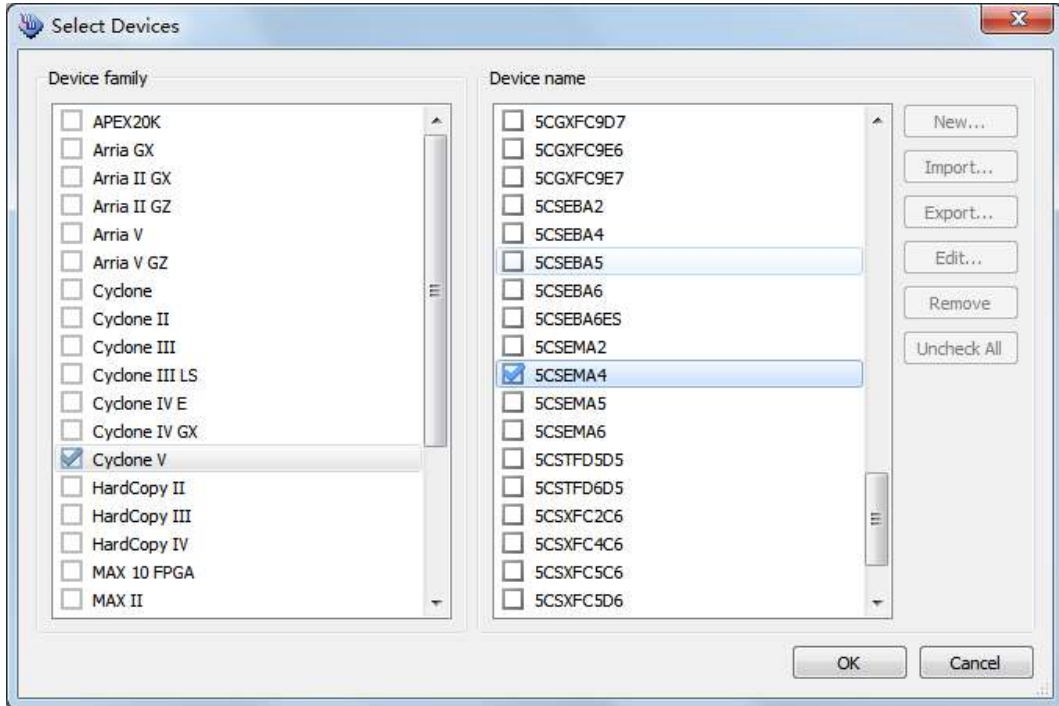 Select Devices
Device family
APEX20K
Arria GX
Arria II GX
Arria II GZ
Arria V
Arria V GZ
Cyclone
Cyclone II
Cyclone III
Cyclone III LS
Cyclone IV E
Cyclone IV GX
Cyclone V
HardCopy II
HardCopy III
HardCopy IV
MAX 10 FPGA
MAX II
Device name
5CGXFC9D7
5CGXFC9E6
5CGXFC9E7
5CSEBA2
5CSEBA4
5CSEBA5
5CSEBA6
5CSEBA6ES
5CSEMA2
5CSEMA4
5CSEMA5
5CSEMA6
5CSTFD5D5
5CSTFD6D5
5CSXFC2C6
5CSXFC4C6
5CSXFC5C6
5CSXFC5D6
New...
Import...
Export...
Edit...
Remove
Uncheck All
OK
Cancel